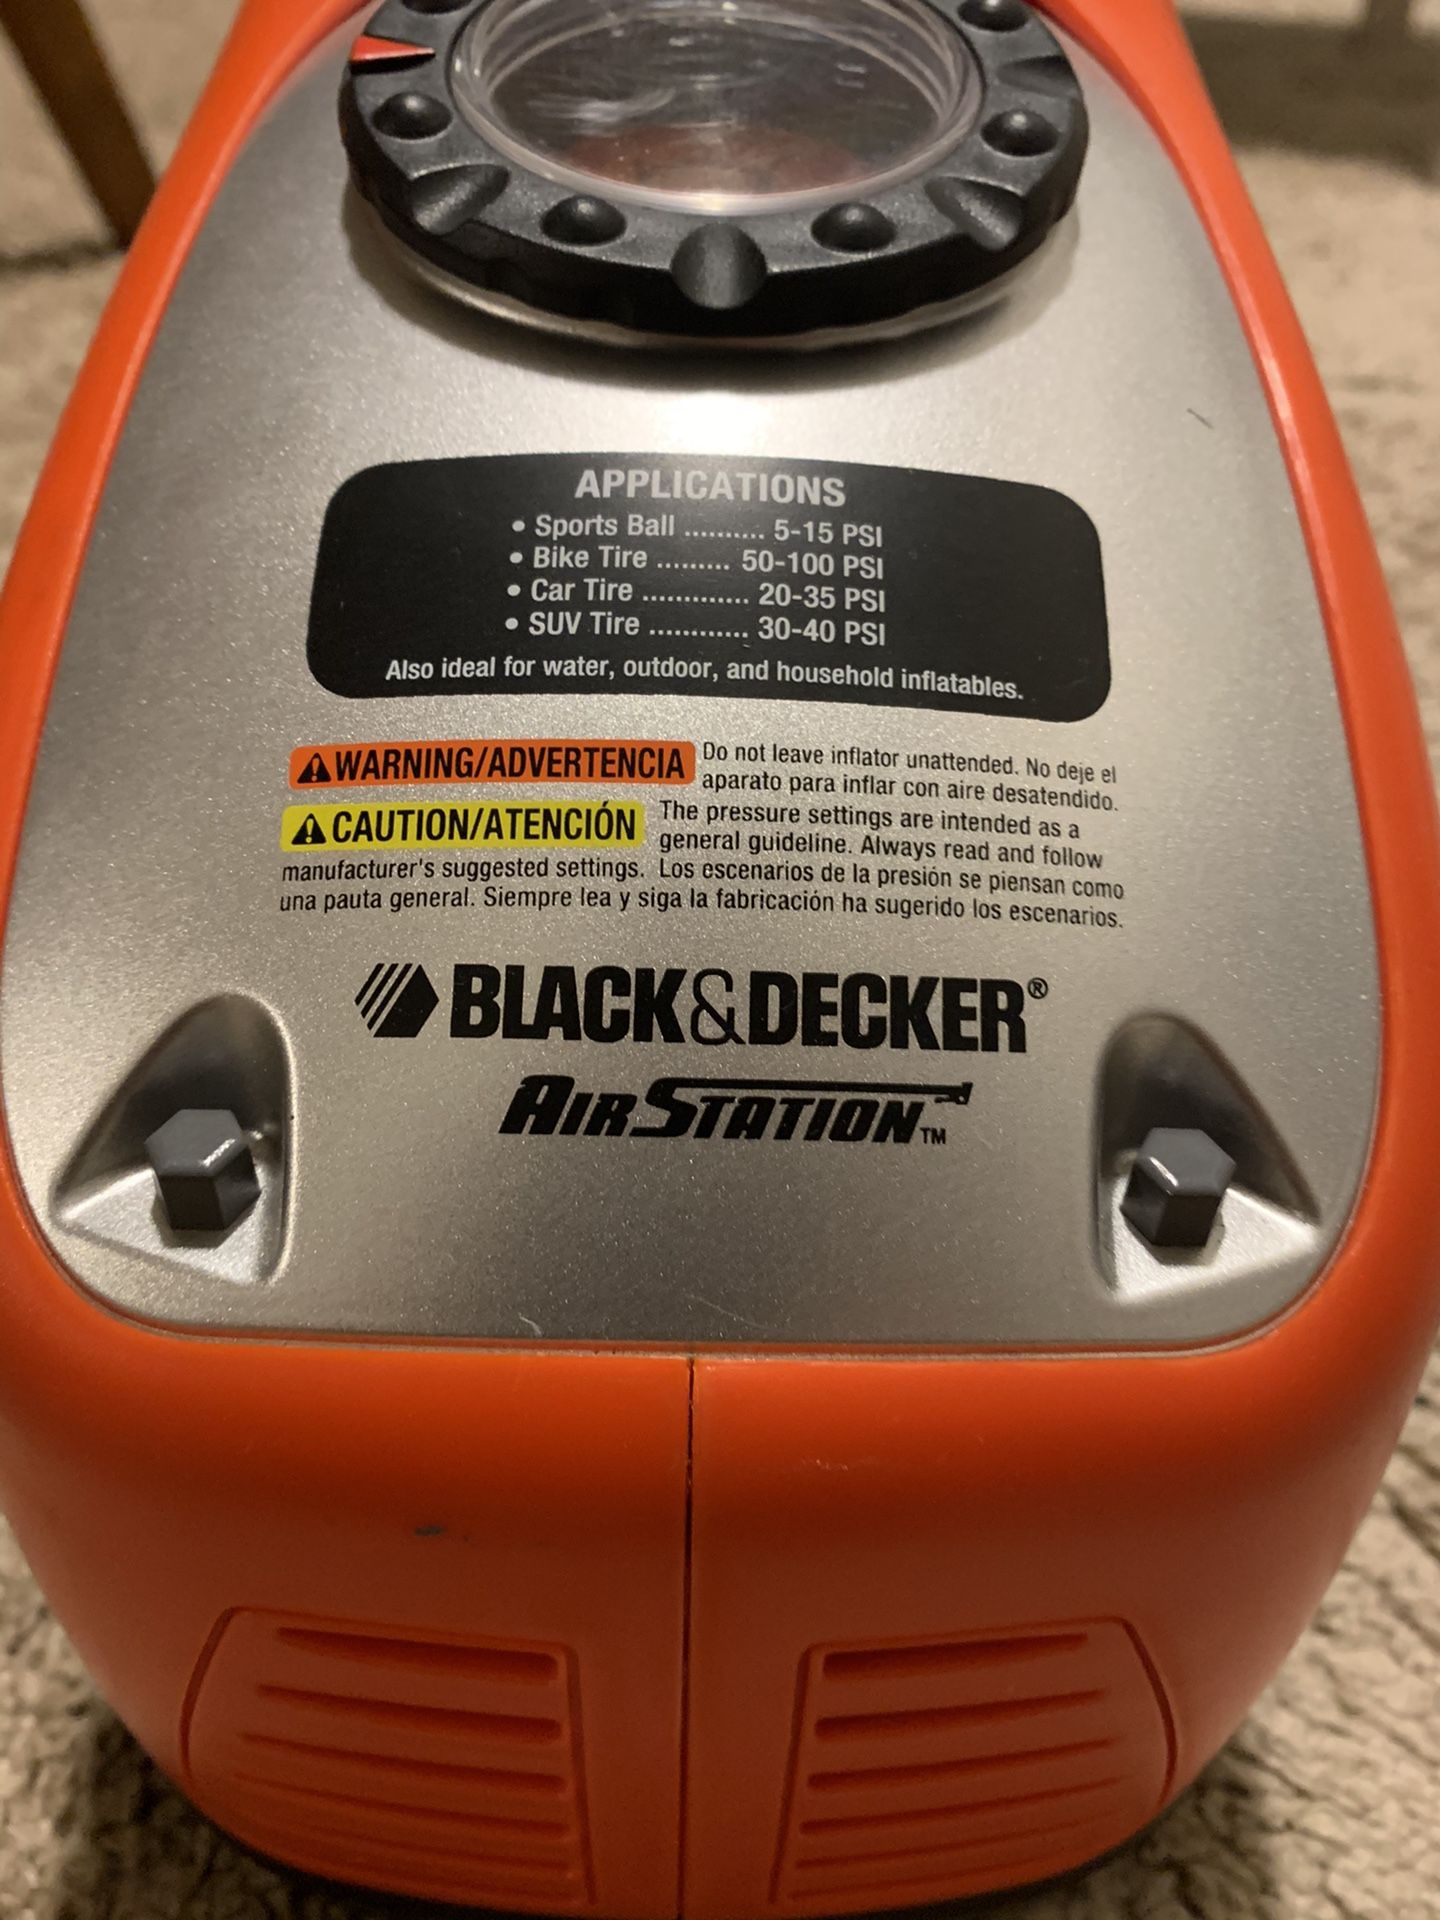 APPLICATIONS
• Sports Ball .......... 5-15 PSI
• Bike Tire ......... 50-100 PSI
• Car Tire ............. 20-35 PSI
• SUV Tire ............ 30-40 PSI
Also ideal for water, outdoor, and household inflatables.
⚠WARNING/ADVERTENCIA Do not leave inflator unattended. No deje el
aparato para inflar con aire desatendido.
⚠CAUTION/ATENCIÓN The pressure settings are intended as a
general guideline. Always read and follow
manufacturer's suggested settings. Los escenarios de la presión se piensan como
una pauta general. Siempre lea y siga la fabricación ha sugerido los escenarios.
BLACK&DECKER®
AIRSTATION™